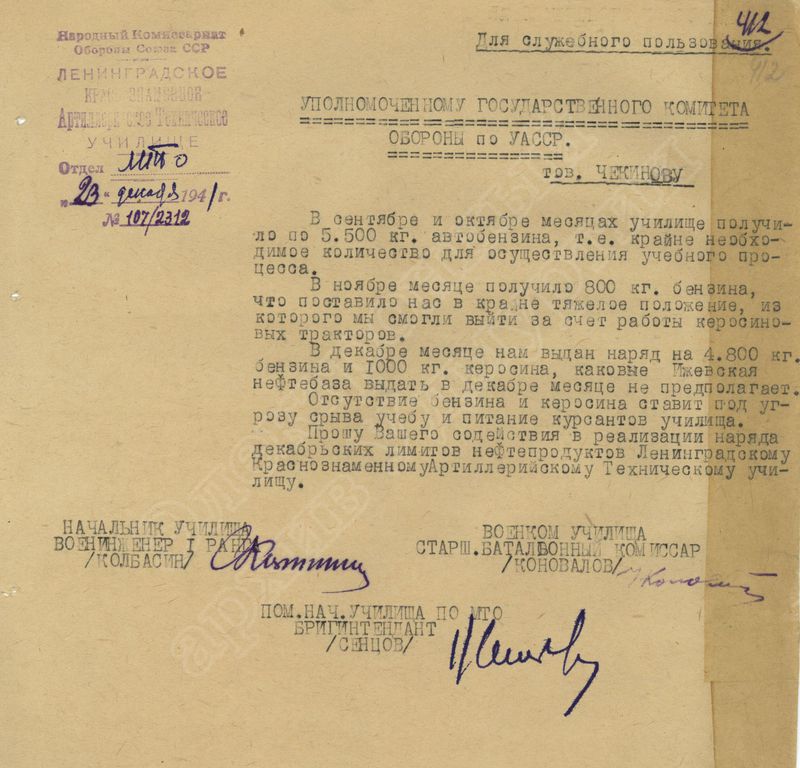 412
Для служебного пользования.
412
Народный Комиссариат
Обороны Союза ССР
ЛЕНИНГРАДСКОЕ
КРАСНОЗНАМЕННОЕ
Артиллерийское Техническое
УЧИЛИЩЕ
Отдел МТО
"23" декабря 1941 г.
№ 107/2312
УПОЛНОМОЧЕННОМУ ГОСУДАРСТВЕННОГО КОМИТЕТА
ОБОРОНЫ по УАССР.
тов. ЧЕКИНОВУ
В сентябре и октябре месяцах училище получи-
ло по 5.500 кг. автобензина, т.е. крайне необхо-
димое количество для осуществления учебного про-
цесса.
В ноябре месяце получило 800 кг. бензина,
что поставило нас в крайне тяжелое положение, из
которого мы смогли выйти за счет работы керосино-
вых тракторов.
В декабре месяце нам выдан наряд на 4.800 кг.
бензина и 1000 кг. керосина, каковые Ижевская
нефтебаза выдать в декабре месяце не предполагает.
Отсутствие бензина и керосина ставит под уг-
розу срыва учебу и питание курсантов училища.
Прошу Вашего содействия в реализации наряда
декабрьских лимитов нефтепродуктов Ленинградскому
КраснознаменномуАртиллерийскому Техническому учи-
лищу.
НАЧАЛЬНИК УЧИЛИЩА
ВОЕНИНЖЕНЕР I РАНГА
/КОЛБАСИН/
ВОЕНКОМ УЧИЛИЩА
СТАРШ.БАТАЛЬОННЫЙ КОМИССАР
/КОНОВАЛОВ/
ПОМ.НАЧ.УЧИЛИЩА ПО МТО
БРИГИНТЕНДАНТ
/СЕНЦОВ/